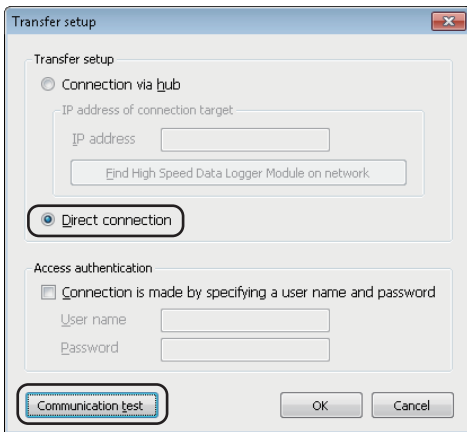 Transfer setup
Transfer setup
Connection via hub
IP address of connection target
IP address
Find High Speed Data Logger Module on network
Direct connection
Access authentication
Connection is made by specifying a user name and password
User name
Password
Communication test OK Cancel